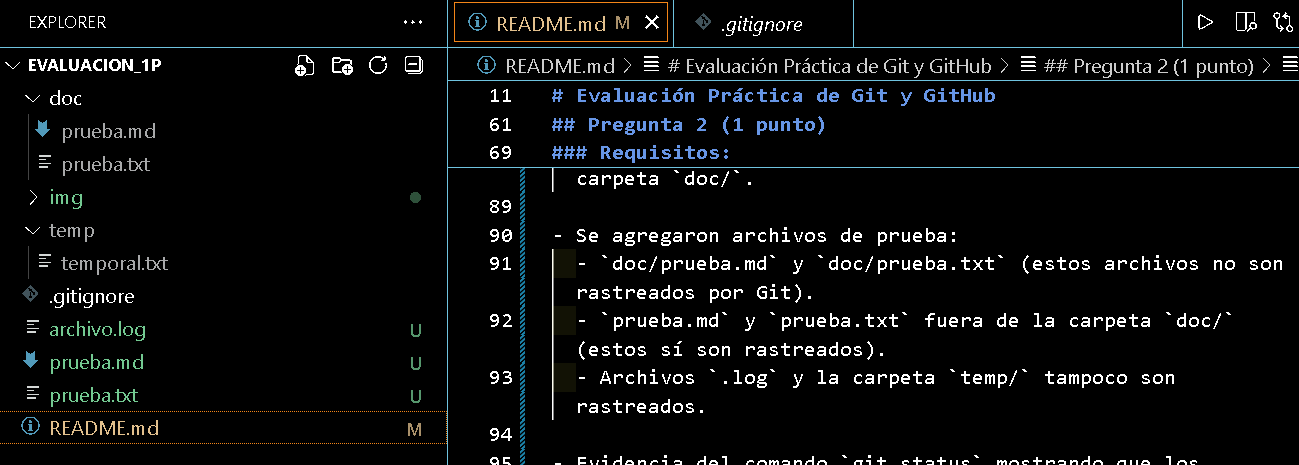 EXPLORER
EVALUACION_1P
doc
prueba.md
prueba.txt
img
temp
temporal.txt
.gitignore
archivo.log U
prueba.md U
prueba.txt U
README.md M
README.md M
.gitignore
README.md > # Evaluación Práctica de Git y GitHub > ## Pregunta 2 (1 punto) >
11 # Evaluación Práctica de Git y GitHub
61 ## Pregunta 2 (1 punto)
69 ### Requisitos:
carpeta `doc/`.
89
90 - Se agregaron archivos de prueba:
91 - `doc/prueba.md` y `doc/prueba.txt` (estos archivos no son
rastreados por Git).
92 - `prueba.md` y `prueba.txt` fuera de la carpeta `doc/`
(estos sí son rastreados).
93 - Archivos `.log` y la carpeta `temp/` tampoco son
rastreados.
94
95 - Evidencia del comando `git status` mostrando que los